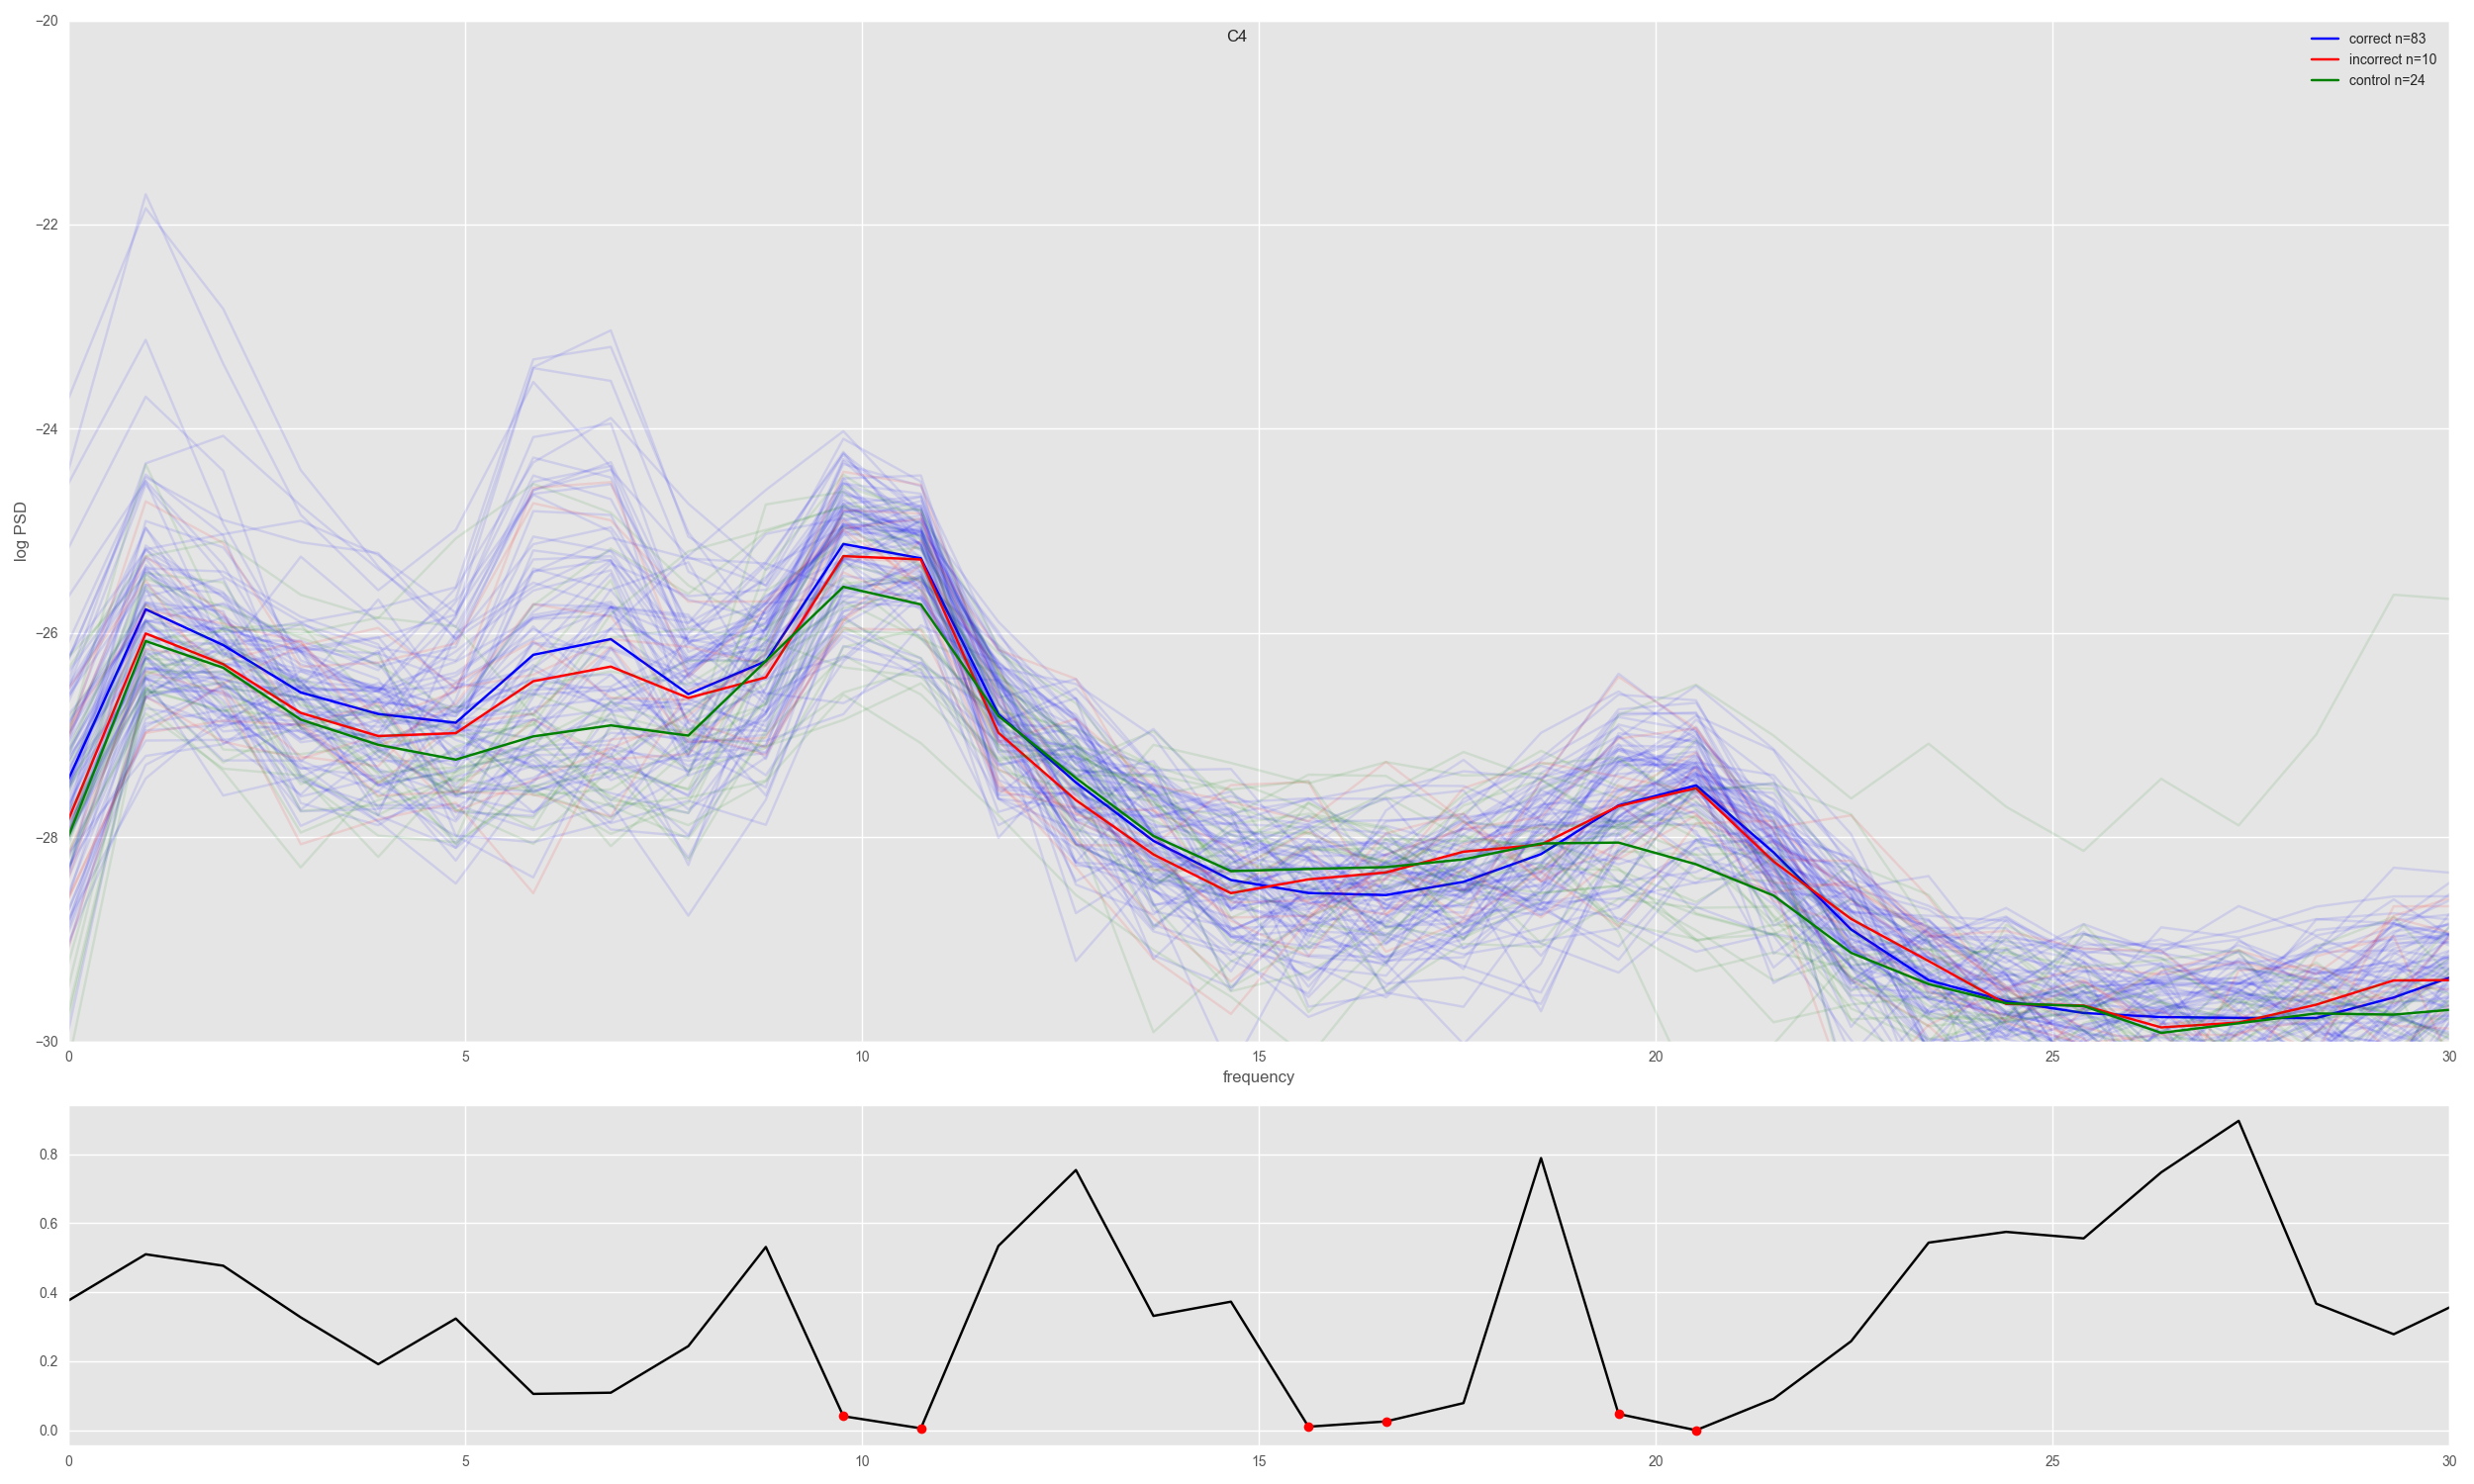 C4
correct n=83
incorrect n=10
control n=24
log PSD
−20
−22
−24
−26
−28
−30
0 5 10 15 20 25 30
frequency
0.8
0.6
0.4
0.2
0.0
0 5 10 15 20 25 30